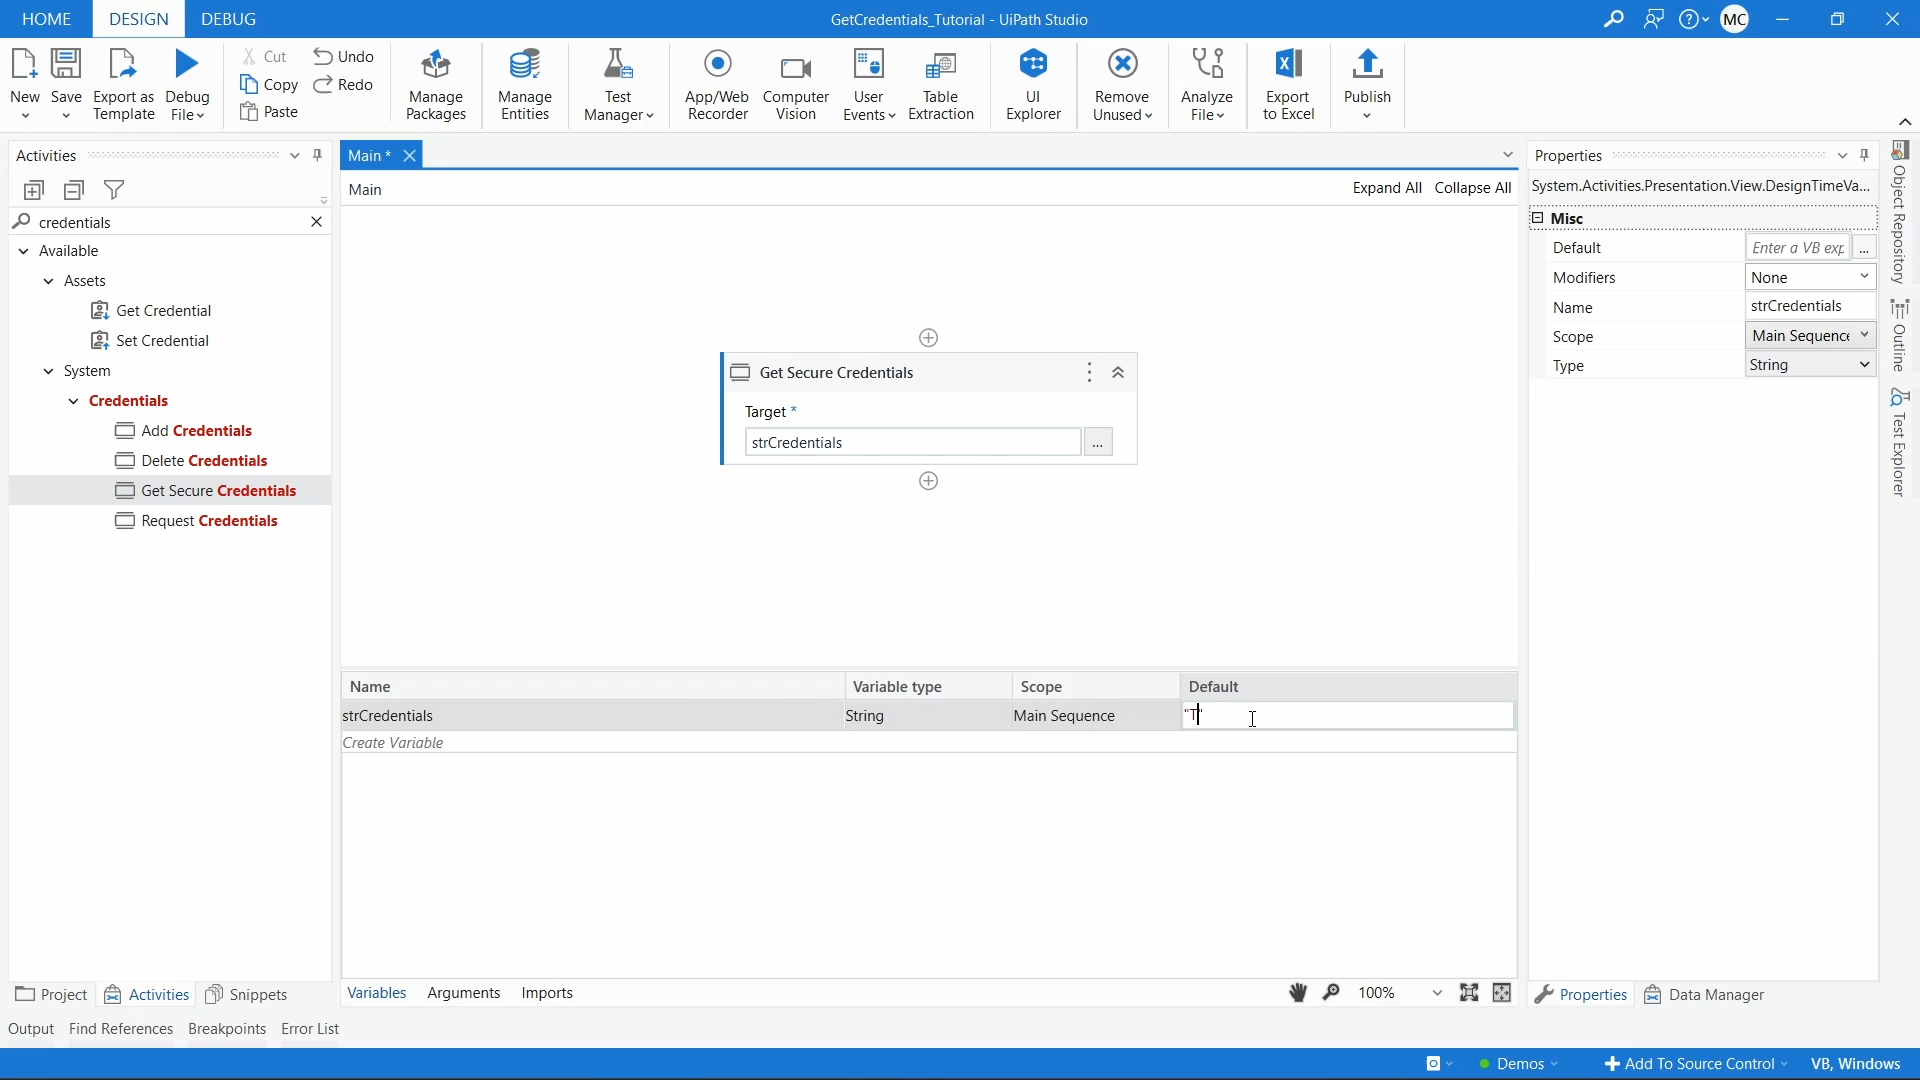 HOME DESIGN DEBUG GetCredentials_Tutorial - UiPath Studio MC
New Save Export as Template Debug File
Cut Copy Paste Undo Redo
Manage Packages
Manage Entities
Test Manager
App/Web Recorder
Computer Vision
User Events
Table Extraction
UI Explorer
Remove Unused
Analyze File
Export to Excel
Publish
Activities
credentials
Available
Assets
Get Credential
Set Credential
System
Credentials
Add Credentials
Delete Credentials
Get Secure Credentials
Request Credentials
Main *
Main Expand All Collapse All
Get Secure Credentials
Target *
strCredentials ...
Name Variable type Scope Default
strCredentials String Main Sequence "T"
Create Variable
Variables Arguments Imports 100%
Properties
System.Activities.Presentation.View.DesignTimeVa...
Misc
Default Enter a VB exp ...
Modifiers None
Name strCredentials
Scope Main Sequence
Type String
Object Repository
Outline
Test Explorer
Project Activities Snippets
Properties Data Manager
Output Find References Breakpoints Error List
Demos Add To Source Control VB, Windows